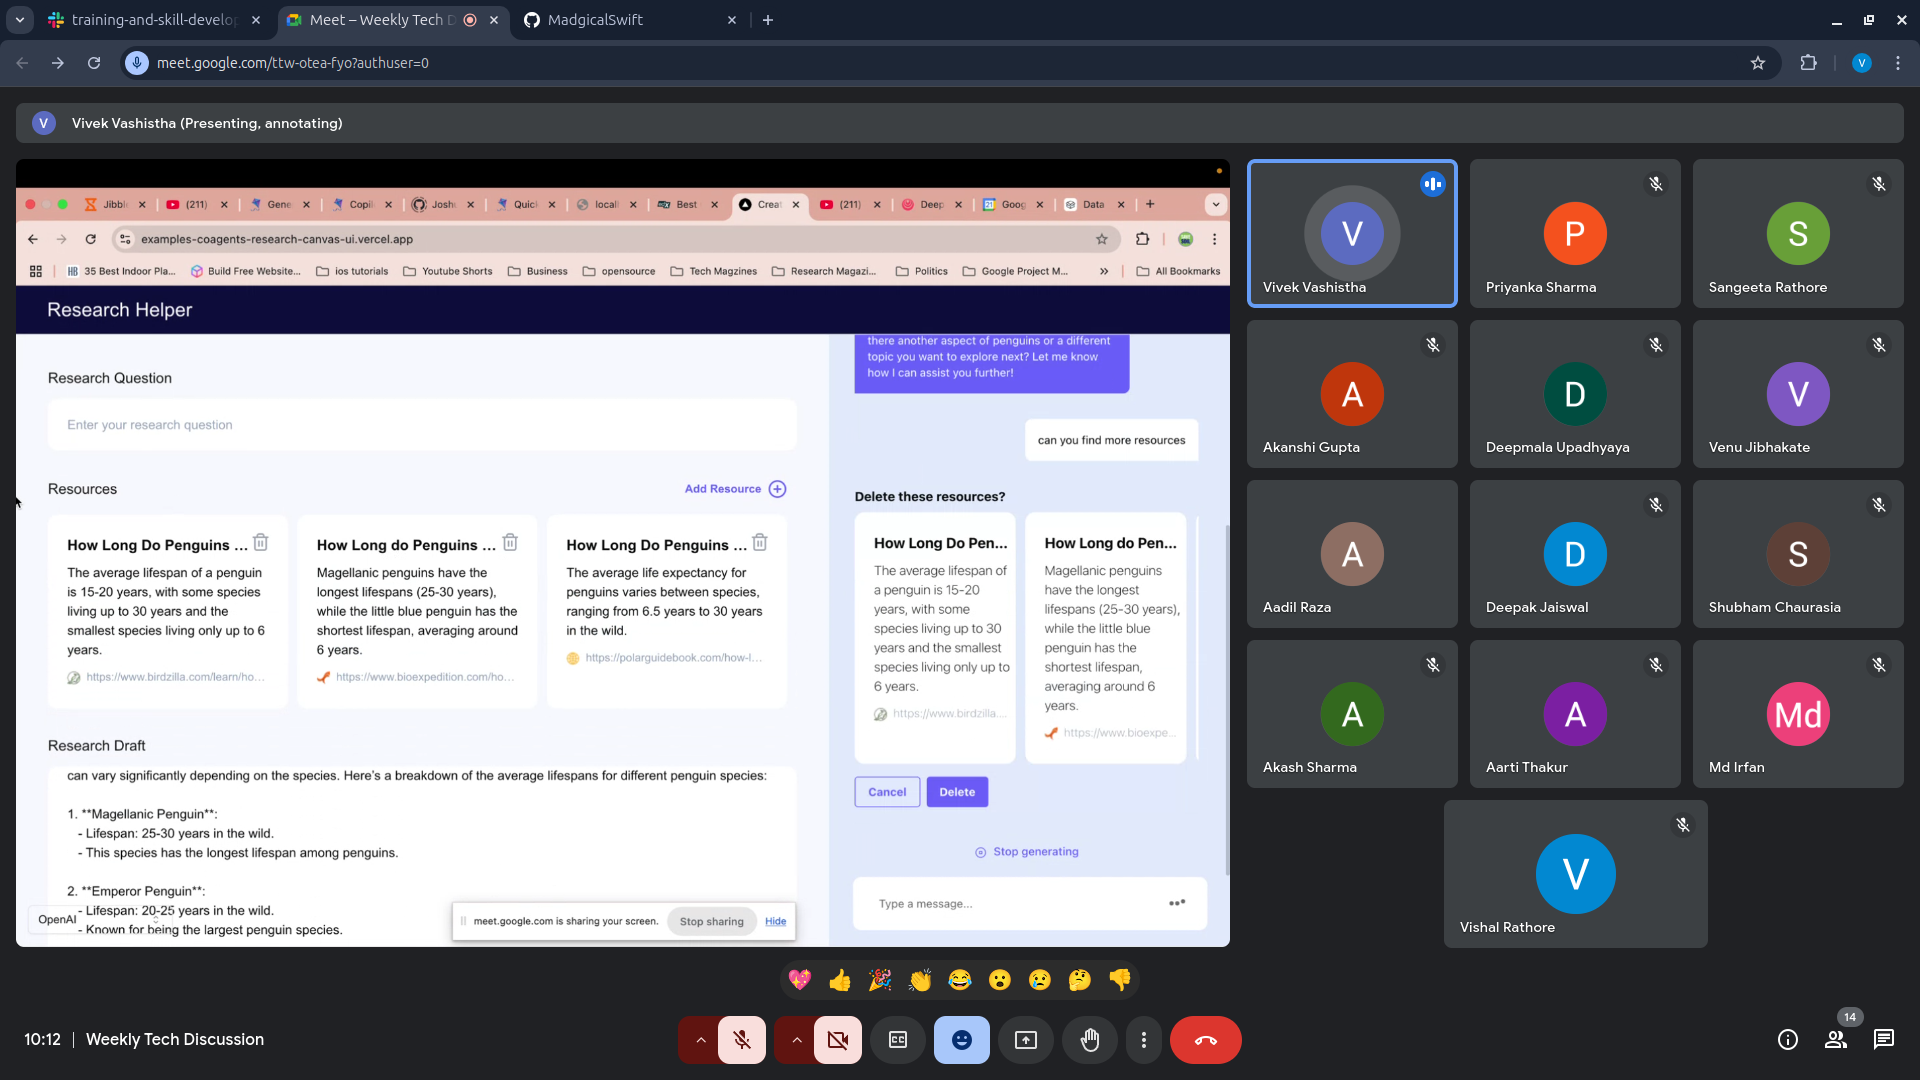 training-and-skill-develop
Meet – Weekly Tech D
MadgicalSwift
meet.google.com/ttw-otea-fyo?authuser=0
V
V
Vivek Vashistha (Presenting, annotating)
Jibbl
(211)
Gene
Copil
Josh
Quic
locall
Best
Creat
(211)
Deep
Goog
Data
examples-coagents-research-canvas-ui.vercel.app
35 Best Indoor Pla...
Build Free Website...
ios tutorials
Youtube Shorts
Business
opensource
Tech Magzines
Research Magazi...
Politics
Google Project M...
»
All Bookmarks
Research Helper
Research Question
Enter your research question
Resources
Add Resource
How Long Do Penguins ...
The average lifespan of a penguin
is 15-20 years, with some species
living up to 30 years and the
smallest species living only up to 6
years.
https://www.birdzilla.com/learn/ho...
How Long do Penguins ...
Magellanic penguins have the
longest lifespans (25-30 years),
while the little blue penguin has the
shortest lifespan, averaging around
6 years.
https://www.bioexpedition.com/ho...
How Long Do Penguins ...
The average life expectancy for
penguins varies between species,
ranging from 6.5 years to 30 years
in the wild.
https://polarguidebook.com/how-l...
Research Draft
can vary significantly depending on the species. Here's a breakdown of the average lifespans for different penguin species:
1. **Magellanic Penguin**:
- Lifespan: 25-30 years in the wild.
- This species has the longest lifespan among penguins.
2. **Emperor Penguin**:
- Lifespan: 20-25 years in the wild.
- Known for being the largest penguin species.
OpenAI
meet.google.com is sharing your screen.
Stop sharing
Hide
there another aspect of penguins or a different
topic you want to explore next? Let me know
how I can assist you further!
can you find more resources
Delete these resources?
How Long Do Pen...
The average lifespan of
a penguin is 15-20
years, with some
species living up to 30
years and the smallest
species living only up to
6 years.
https://www.birdzilla...
How Long do Pen...
Magellanic penguins
have the longest
lifespans (25-30 years),
while the little blue
penguin has the
shortest lifespan,
averaging around 6
years.
https://www.bioexpe...
Cancel
Delete
Stop generating
Type a message...
V
Vivek Vashistha
P
Priyanka Sharma
S
Sangeeta Rathore
A
Akanshi Gupta
D
Deepmala Upadhyaya
V
Venu Jibhakate
A
Aadil Raza
D
Deepak Jaiswal
S
Shubham Chaurasia
A
Akash Sharma
A
Aarti Thakur
Md
Md Irfan
V
Vishal Rathore
10:12
Weekly Tech Discussion
14